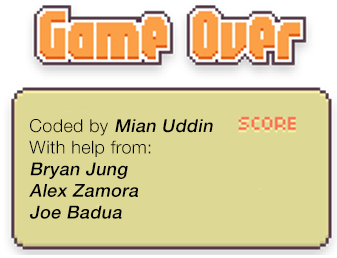 Game Over
Coded by Mian Uddin SCORE
With help from:
Bryan Jung
Alex Zamora
Joe Badua